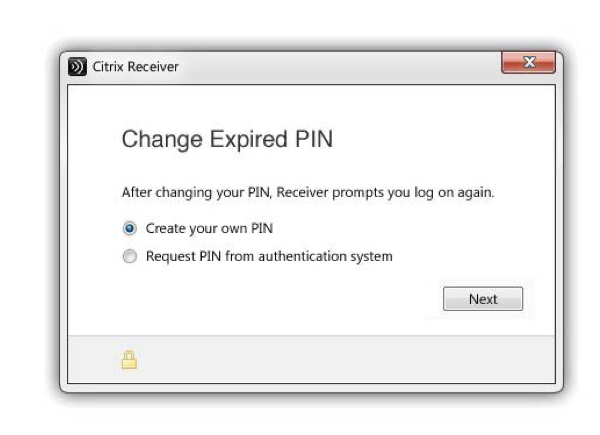 Citrix Receiver
Change Expired PIN
After changing your PIN, Receiver prompts you log on again.
Create your own PIN
Request PIN from authentication system
Next